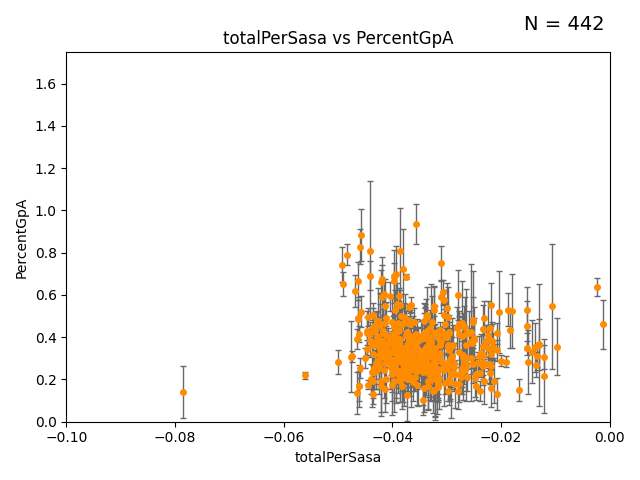 N = 442
totalPerSasa vs PercentGpA
PercentGpA
1.6
1.4
1.2
1.0
0.8
0.6
0.4
0.2
0.0
−0.10 −0.08 −0.06 −0.04 −0.02 0.00
totalPerSasa